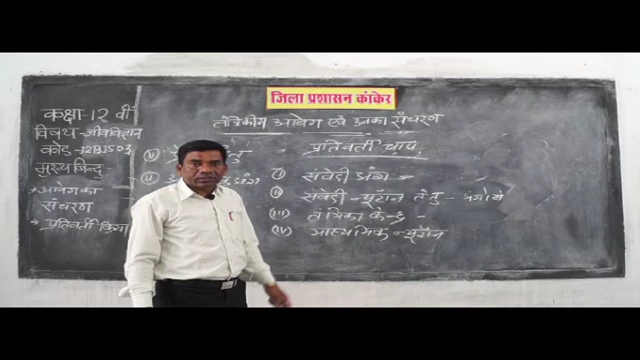 जिला प्रशासन कांकेर
कक्षा-12 वीं
विषय-जीवविज्ञान
कोड-12BIS03
मुख्य बिन्दु
→ आवेग का
संचरण
→ प्रतिवर्ती क्रिया
तंत्रिकीय आवेग एवं उनका संचरण
प्रतिवर्ती चाप
(I) संवेदी अंग -
(II) संवेदी - न्यूरॉन तंतु -
(III) तंत्रिका केन्द्र -
(IV) माध्यमिक न्यूरॉन
(V)
अंग